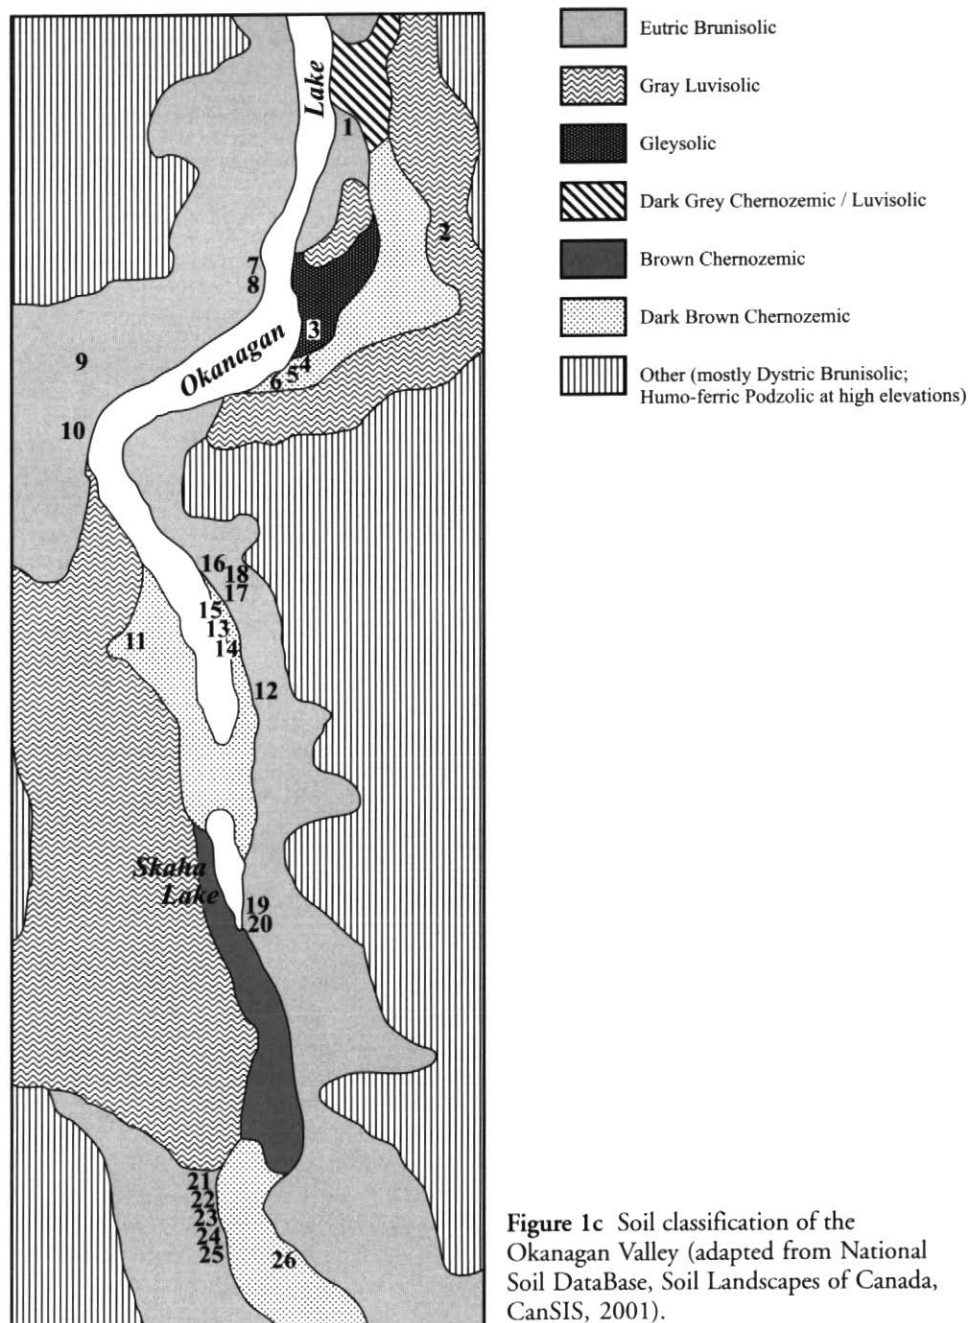 Lake
1
2
7
8
3
Okanagan
4
5
6
9
10
16
18
17
15
13
14
11
12
Skaha
Lake
19
20
21
22
23
24
25
26
Eutric Brunisolic
Gray Luvisolic
Gleysolic
Dark Grey Chernozemic / Luvisolic
Brown Chernozemic
Dark Brown Chernozemic
Other (mostly Dystric Brunisolic;
Humo-ferric Podzolic at high elevations)
Figure 1c Soil classification of the
Okanagan Valley (adapted from National
Soil DataBase, Soil Landscapes of Canada,
CanSIS, 2001).